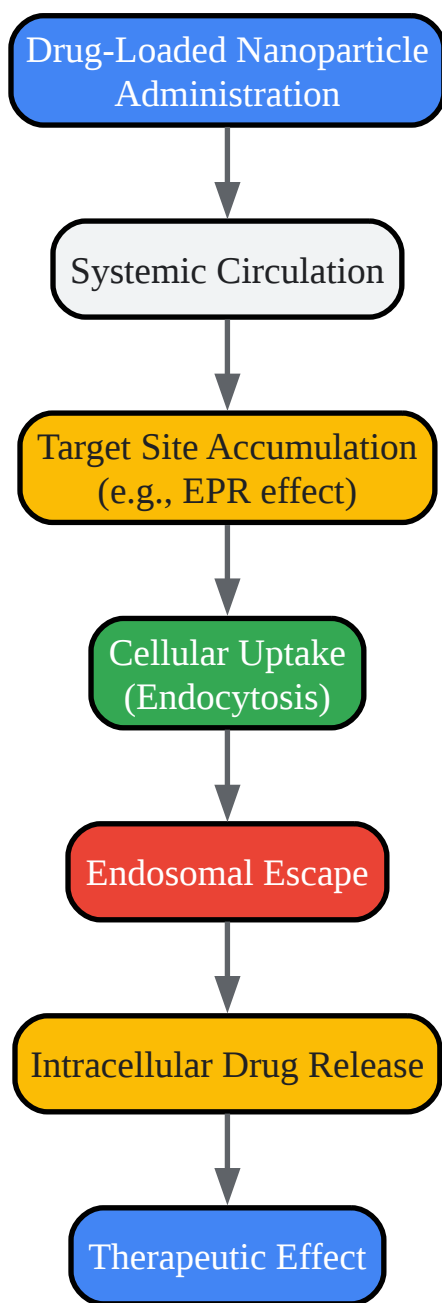 Drug-Loaded Nanoparticle
Administration
Systemic Circulation
Target Site Accumulation
(e.g., EPR effect)
Cellular Uptake
(Endocytosis)
Endosomal Escape
Intracellular Drug Release
Therapeutic Effect